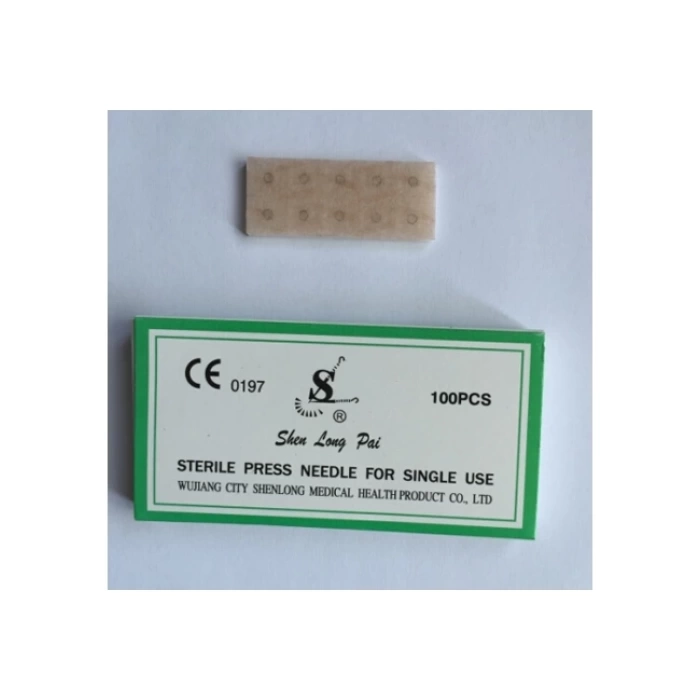 CE 0197
SL ®
100PCS
Shen Long Pai
STERILE PRESS NEEDLE FOR SINGLE USE
WUJIANG CITY SHENLONG MEDICAL HEALTH PRODUCT CO., LTD